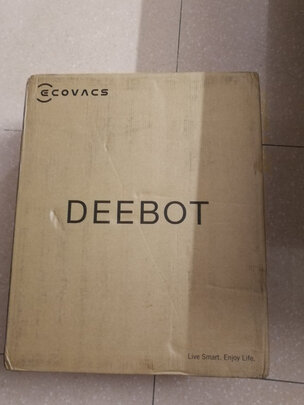 ECOVACS
DEEBOT
Live Smart. Enjoy Life.